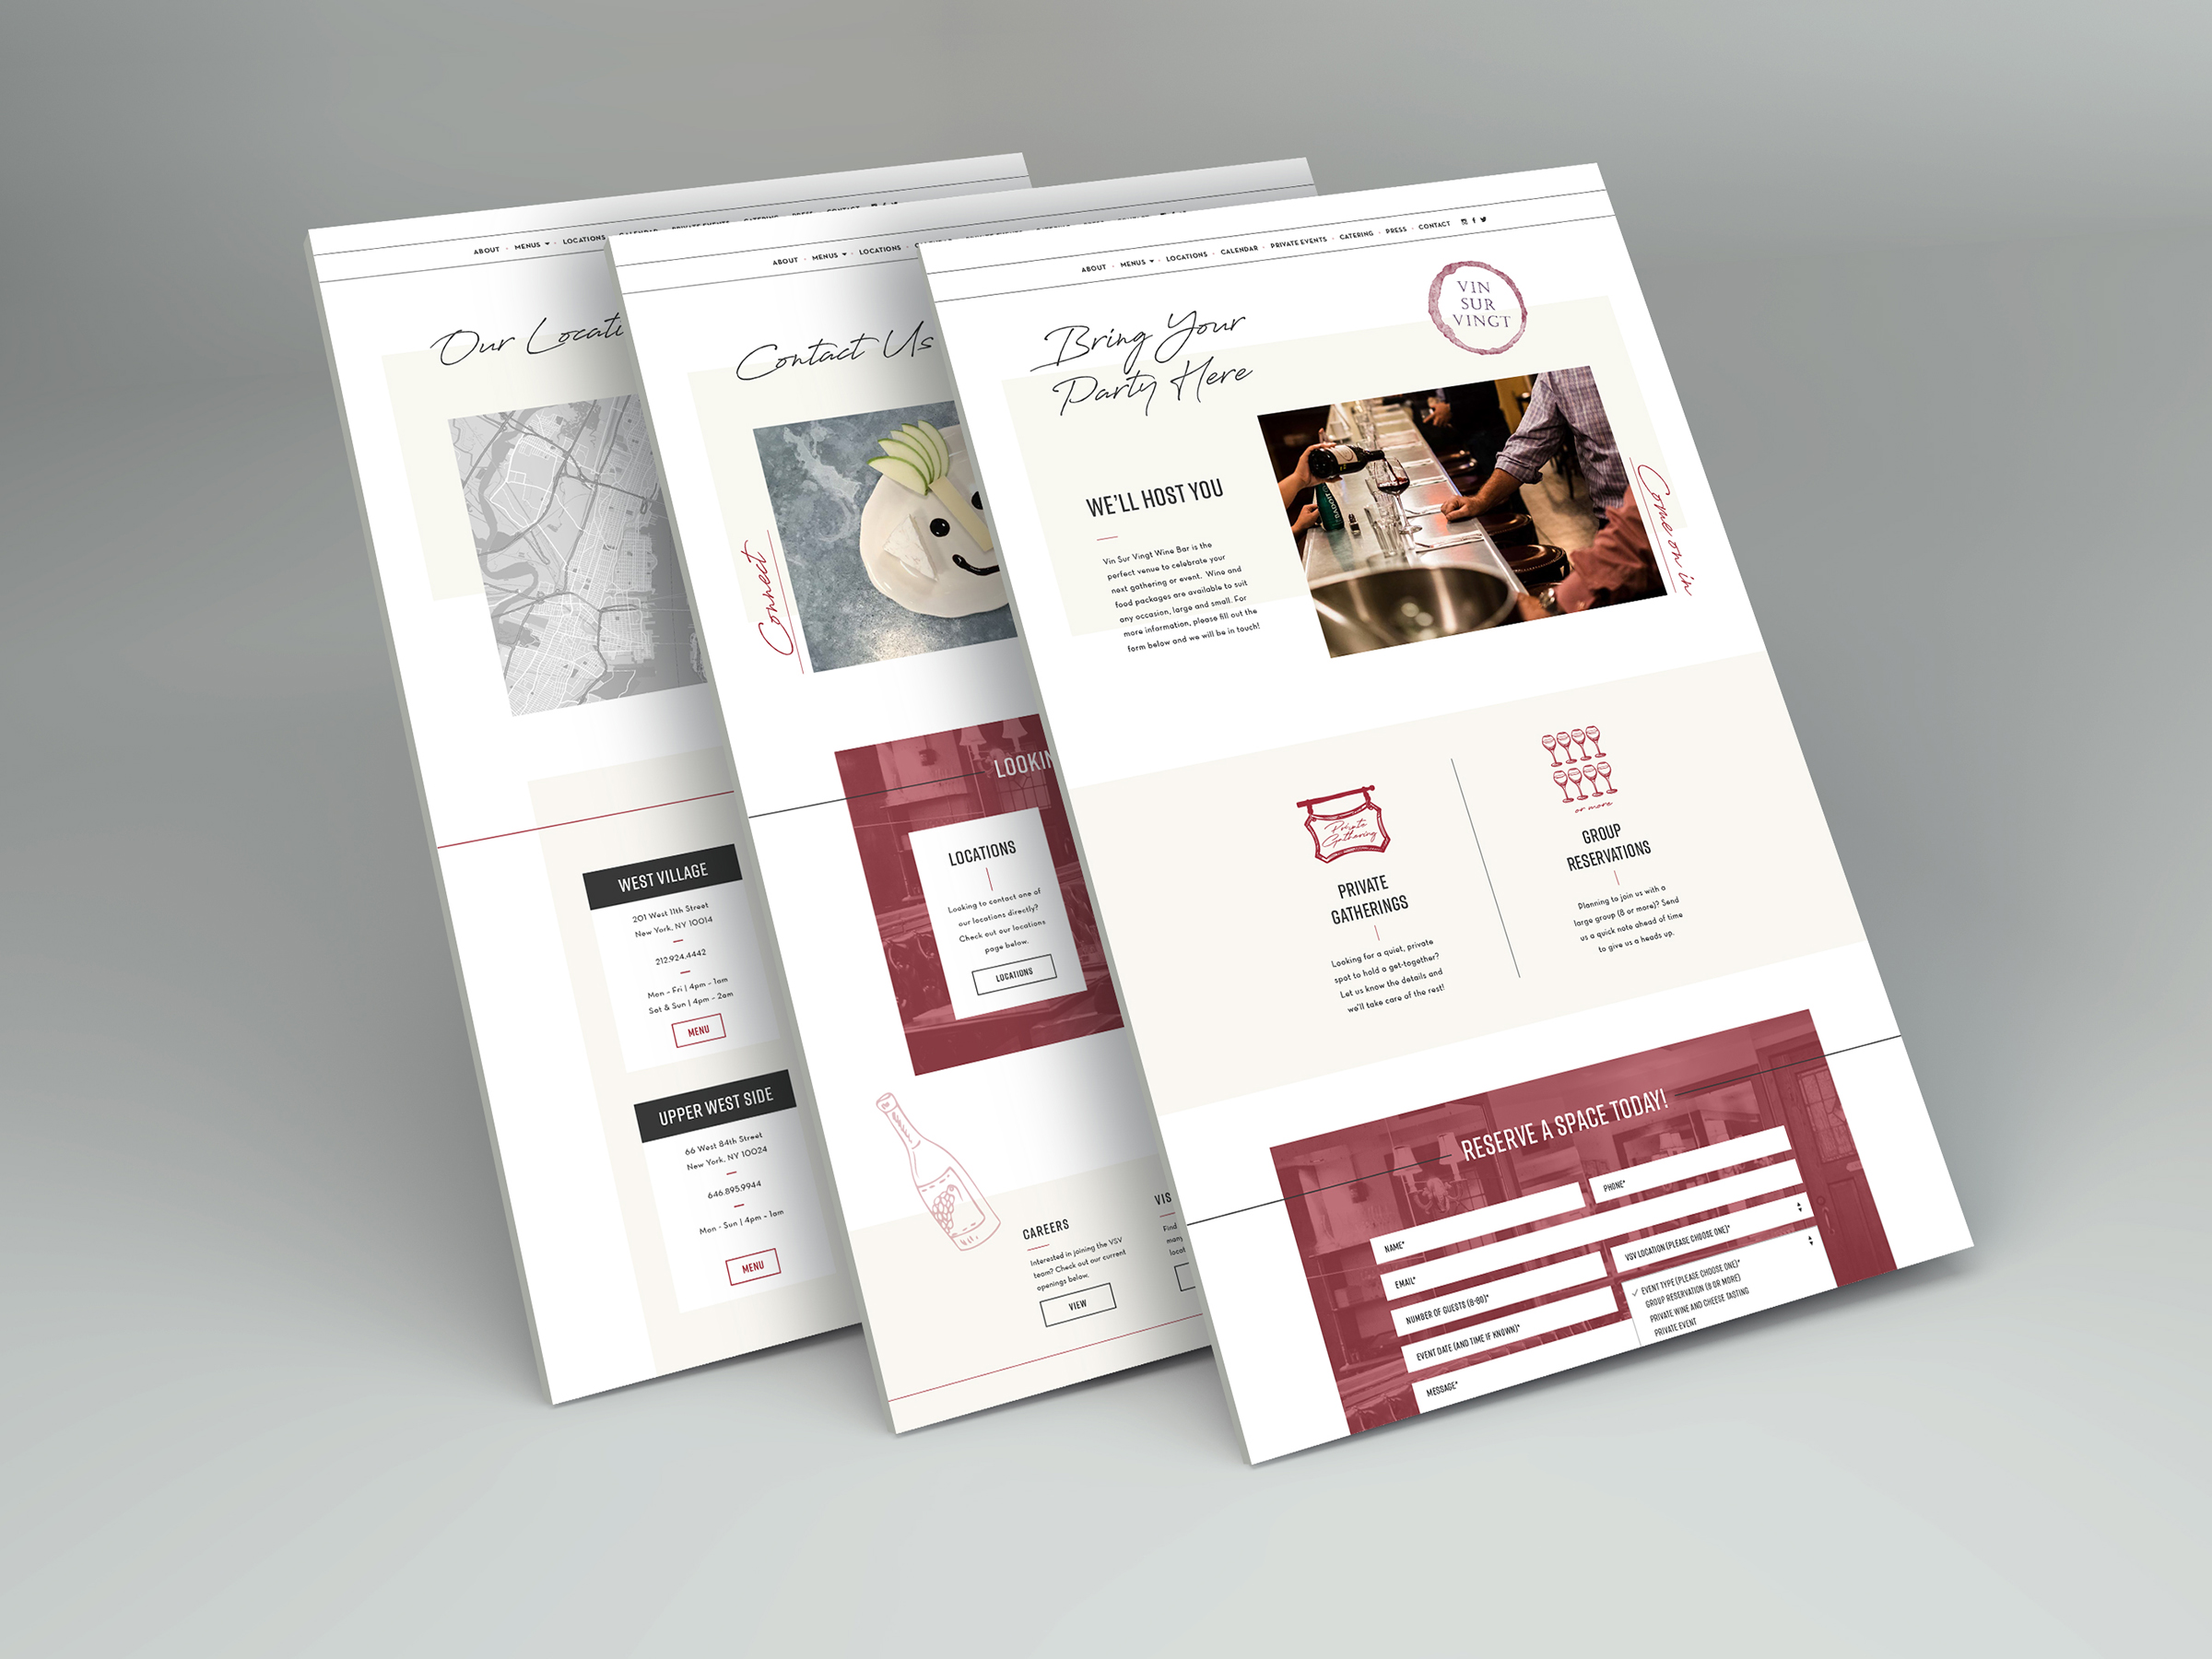 ABOUT · MENUS · LOCATIONS
Our Locati
WEST VILLAGE
201 West 11th Street
New York, NY 10014
212.924.4442
Mon - Fri | 4pm - 1am
Sat & Sun | 4pm - 2am
MENU
UPPER WEST SIDE
66 West 84th Street
New York, NY 10024
646.895.9944
Mon - Sun | 4pm - 1am
MENU
ABOUT · MENUS · LOCATIONS
Contact Us
Connect
LOOKIN
LOCATIONS
Looking to contact one of
our locations directly?
Check out our locations
page below.
LOCATIONS
CAREERS
Interested in joining the VSV
team? Check out our current
openings below.
VIEW
VIS
Find
many
locat
ABOUT · MENUS · LOCATIONS · CALENDAR · PRIVATE EVENTS · CATERING · PRESS · CONTACT
VIN
SUR
VINGT
Bring Your
Party Here
WE'LL HOST YOU
Vin Sur Vingt Wine Bar is the
perfect venue to celebrate your
next gathering or event. Wine and
food packages are available to suit
any occasion, large and small. For
more information, please fill out the
form below and we will be in touch!
BADOIT
Come on in
Private
Gathering
PRIVATE
GATHERINGS
Looking for a quiet, private
spot to hold a get-together?
Let us know the details and
we'll take care of the rest!
or more
GROUP
RESERVATIONS
Planning to join us with a
large group (8 or more)? Send
us a quick note ahead of time
to give us a heads up.
RESERVE A SPACE TODAY!
NAME*
PHONE*
EMAIL*
NUMBER OF GUESTS (8-80)*
VSV LOCATION (PLEASE CHOOSE ONE)*
EVENT DATE (AND TIME IF KNOWN)*
✓ EVENT TYPE (PLEASE CHOOSE ONE)*
GROUP RESERVATION (8 OR MORE)
PRIVATE WINE AND CHEESE TASTING
PRIVATE EVENT
MESSAGE*